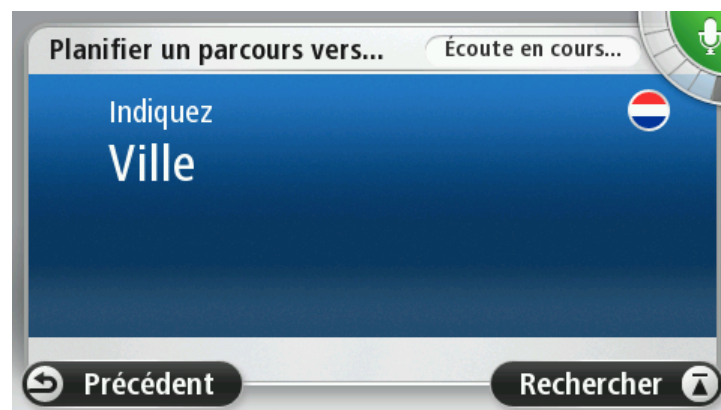 Planifier un parcours vers... Écoute en cours...
Indiquez
Ville
Précédent Rechercher